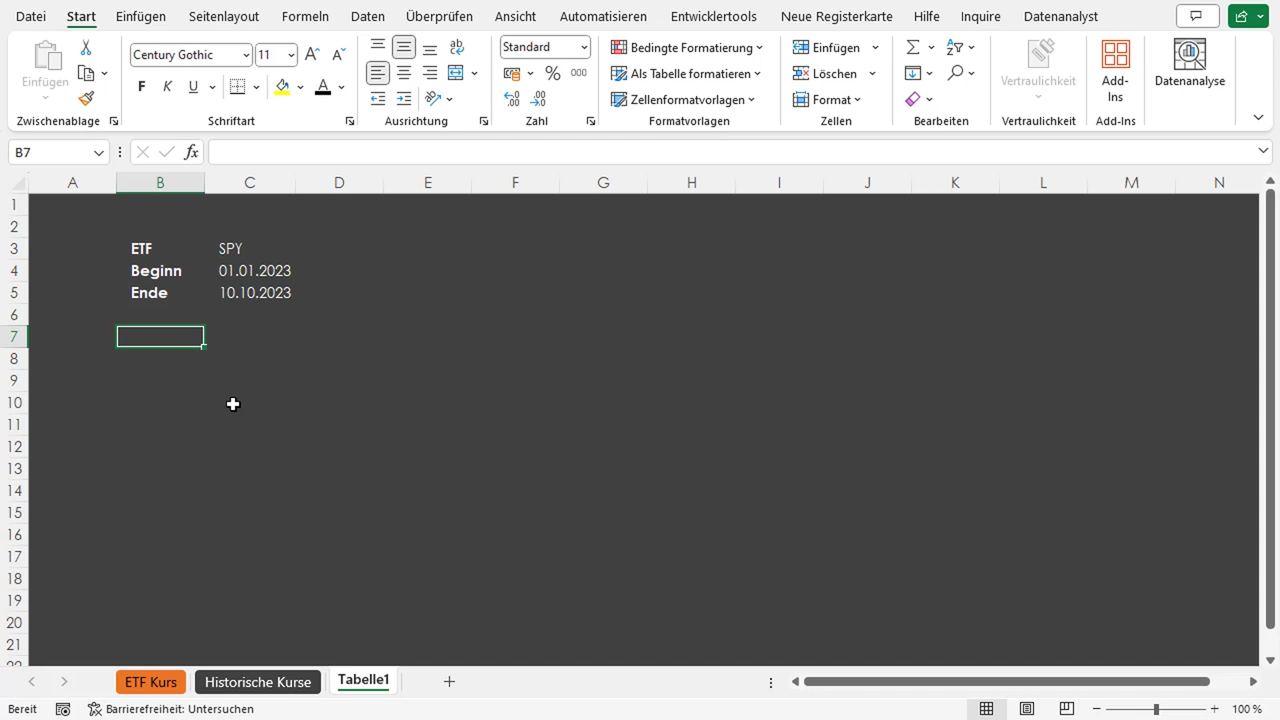 Datei Start Einfügen Seitenlayout Formeln Daten Überprüfen Ansicht Automatisieren Entwicklertools Neue Registerkarte Hilfe Inquire Datenanalyst
Einfügen
Zwischenablage
Century Gothic 11
F K U
Schriftart
Ausrichtung
Standard
% 000
Zahl
Bedingte Formatierung
Als Tabelle formatieren
Zellenformatvorlagen
Formatvorlagen
Einfügen
Löschen
Format
Zellen
Bearbeiten
Vertraulichkeit
Vertraulichkeit
Add-Ins
Add-Ins
Datenanalyse
B7 fx
A B C D E F G H I J K L M N
1
2
3 ETF SPY
4 Beginn 01.01.2023
5 Ende 10.10.2023
6
7
8
9
10
11
12
13
14
15
16
17
18
19
20
21
22
ETF Kurs Historische Kurse Tabelle1
Bereit Barrierefreiheit: Untersuchen 100 %